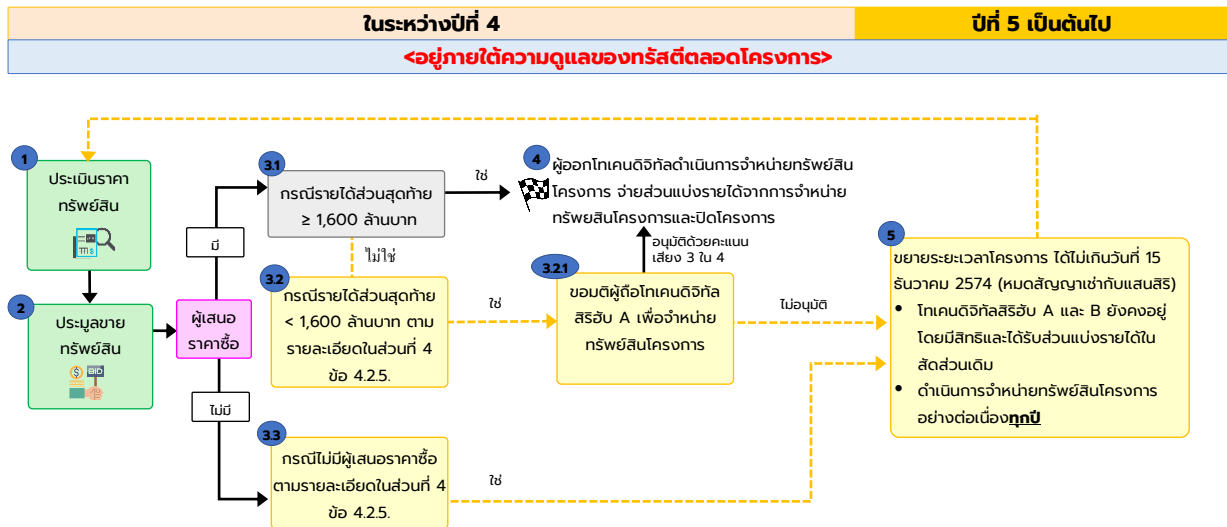 ในระหว่างปีที่ 4
ปีที่ 5 เป็นต้นไป
<อยู่ภายใต้ความดูแลของทรัสตีตลอดโครงการ>
1
ประเมินราคา
ทรัพย์สิน
2
ประมูลขาย
ทรัพย์สิน
BID
ผู้เสนอ
ราคาซื้อ
มี
ไม่มี
3.1
กรณีรายได้ส่วนสุดท้าย
≥ 1,600 ล้านบาท
ใช่
ไม่ใช่
3.2
กรณีรายได้ส่วนสุดท้าย
< 1,600 ล้านบาท ตาม
รายละเอียดในส่วนที่ 4
ข้อ 4.2.5.
ใช่
3.3
กรณีไม่มีผู้เสนอราคาซื้อ
ตามรายละเอียดในส่วนที่ 4
ข้อ 4.2.5.
ใช่
4
ผู้ออกโทเคนดิจิทัลดำเนินการจำหน่ายทรัพย์สิน
โครงการ จ่ายส่วนแบ่งรายได้จากการจำหน่าย
ทรัพยสินโครงการและปิดโครงการ
อนุมัติด้วยคะแนน
เสียง 3 ใน 4
3.2.1
ขอมติผู้ถือโทเคนดิจิทัล
สิริฮับ A เพื่อจำหน่าย
ทรัพย์สินโครงการ
ไม่อนุมัติ
5
ขยายระยะเวลาโครงการ ได้ไม่เกินวันที่ 15
ธันวาคม 2574 (หมดสัญญาเช่ากับแสนสิริ)
• โทเคนดิจิทัลสิริฮับ A และ B ยังคงอยู่
โดยมีสิทธิและได้รับส่วนแบ่งรายได้ใน
สัดส่วนเดิม
• ดำเนินการจำหน่ายทรัพย์สินโครงการ
อย่างต่อเนื่องทุกปี